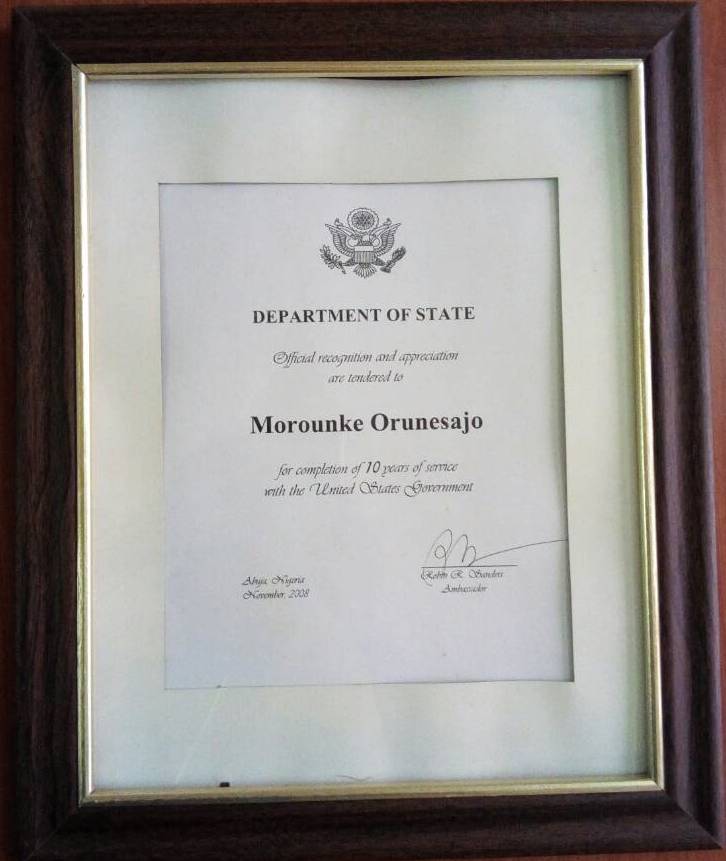 DEPARTMENT OF STATE
Official recognition and appreciation
are tendered to
Morounke Orunesajo
for completion of 10 years of service
with the United States Government
Abuja, Nigeria
November, 2008
Robin R. Sanders
Ambassador